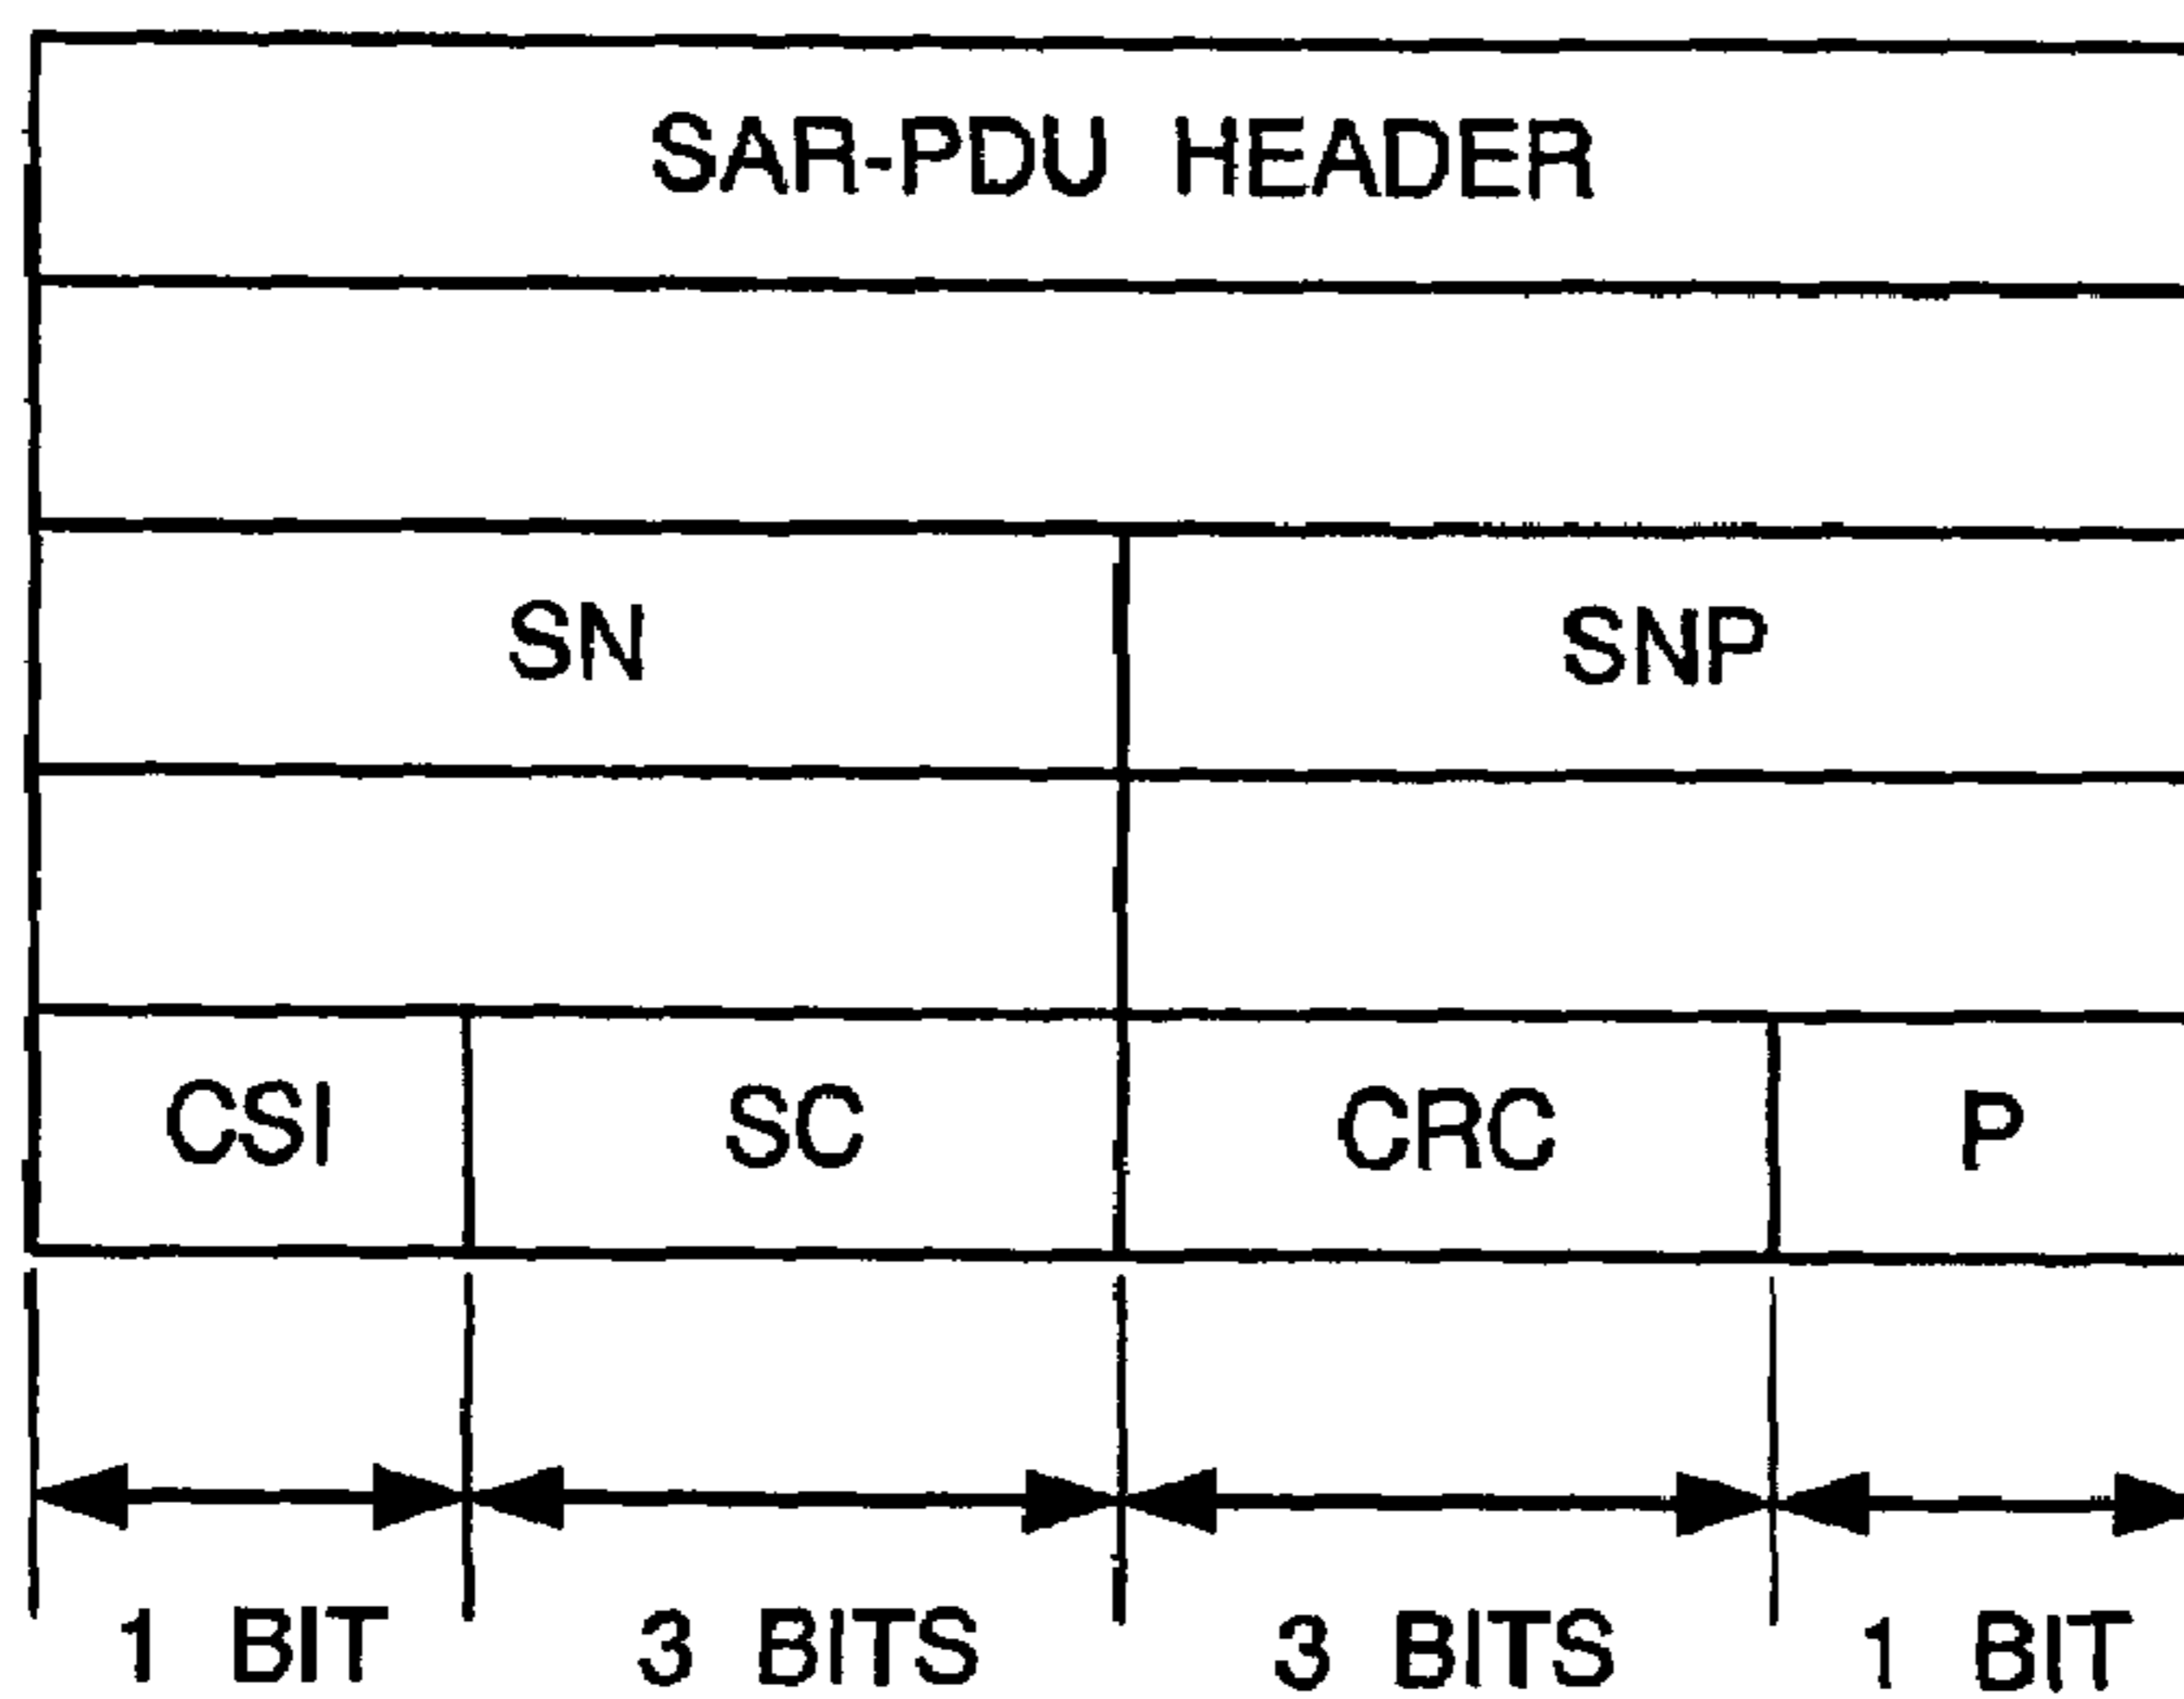 SAR-PDU HEADER
SN SNP
CSI SC CRC P
1 BIT 3 BITS 3 BITS 1 BIT